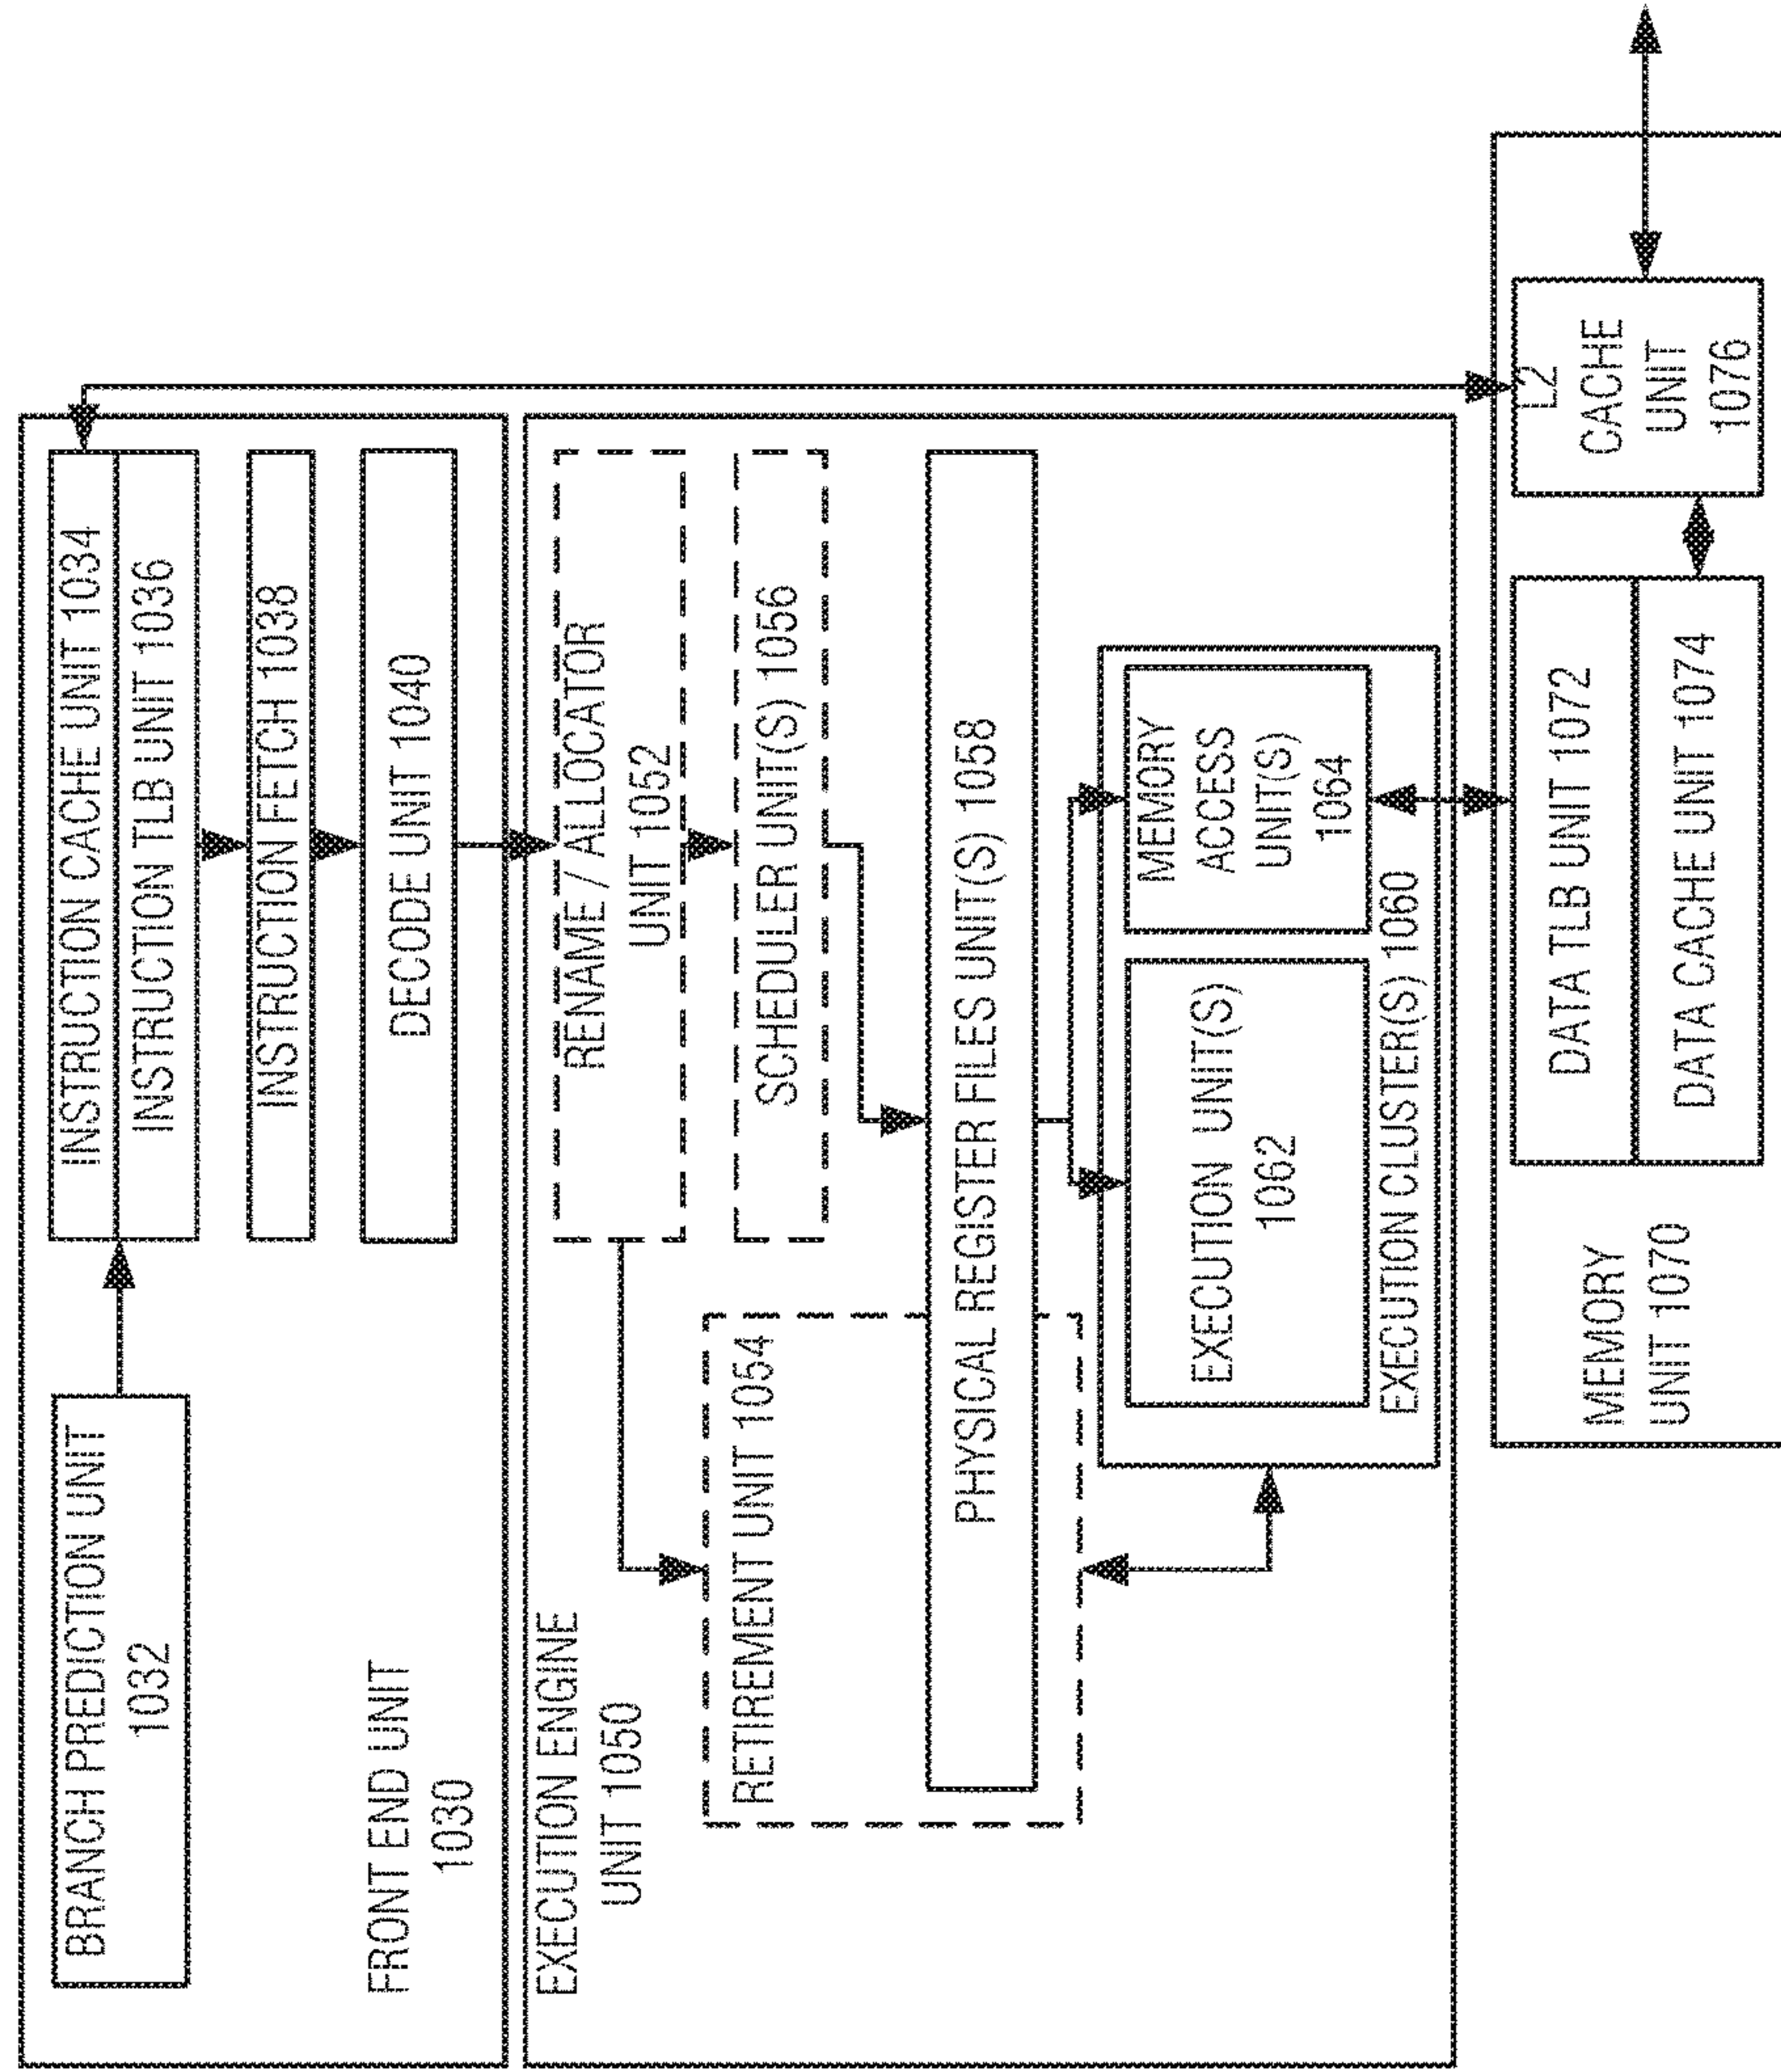 BRANCH PREDICTION UNIT
1032
INSTRUCTION CACHE UNIT 1034
INSTRUCTION TLB UNIT 1036
INSTRUCTION FETCH 1038
DECODE UNIT 1040
FRONT END UNIT
1030
EXECUTION ENGINE
UNIT 1050
RENAME / ALLOCATOR
UNIT 1052
RETIREMENT UNIT 1054
SCHEDULER UNIT(S) 1056
PHYSICAL REGISTER FILES UNIT(S) 1058
EXECUTION UNIT(S)
1062
MEMORY
ACCESS
UNIT(S)
1064
EXECUTION CLUSTER(S) 1060
MEMORY
UNIT 1070
DATA TLB UNIT 1072
DATA CACHE UNIT 1074
L2
CACHE
UNIT
1076